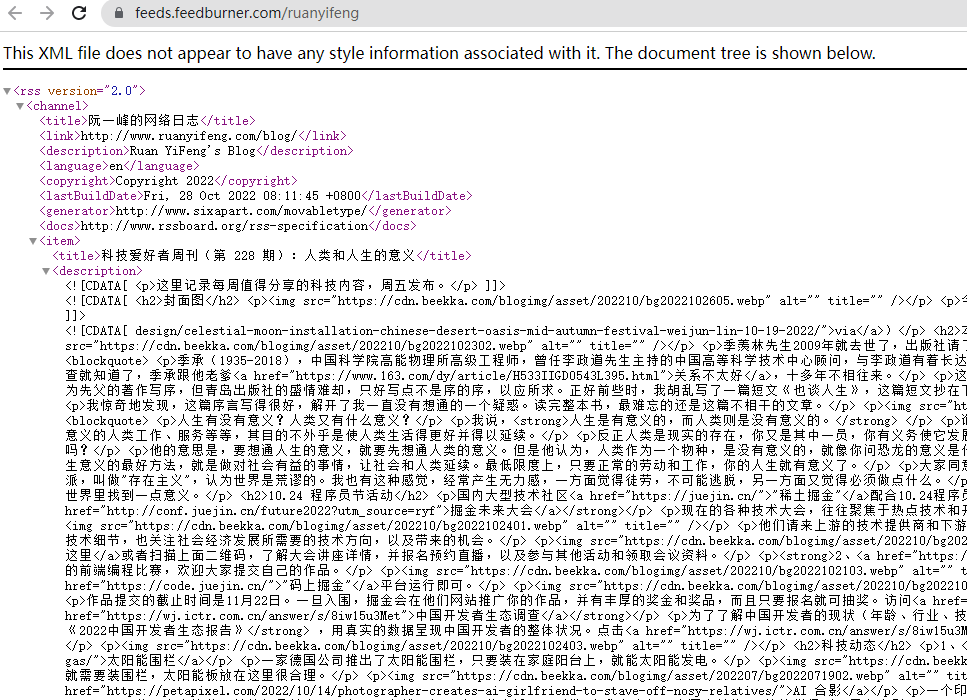 feeds.feedburner.com/ruanyifeng
This XML file does not appear to have any style information associated with it. The document tree is shown below.
▼<rss version="2.0">
▼<channel>
<title>阮一峰的网络日志</title>
<link>http://www.ruanyifeng.com/blog/</link>
<description>Ruan YiFeng's Blog</description>
<language>en</language>
<copyright>Copyright 2022</copyright>
<lastBuildDate>Fri, 28 Oct 2022 08:11:45 +0800</lastBuildDate>
<generator>http://www.sixapart.com/movabletype/</generator>
<docs>http://www.rssboard.org/rss-specification</docs>
▼<item>
<title>科技爱好者周刊（第 228 期）：人类和人生的意义</title>
▼<description>
<![CDATA[ <p>这里记录每周值得分享的科技内容，周五发布。</p> ]]>
<![CDATA[ <h2>封面图</h2> <p><img src="https://cdn.beekka.com/blogimg/asset/202210/bg2022102605.webp" alt="" title="" /></p> <p>
]]>
<![CDATA[ design/celestial-moon-installation-chinese-desert-oasis-mid-autumn-festival-weijun-lin-10-19-2022/">via</a>）</p> <h2>
src="https://cdn.beekka.com/blogimg/asset/202210/bg2022102302.webp" alt="" title="" /></p> <p>季羡林先生2009年就去世了，出版社请了
<blockquote> <p>季承（1935-2018），中国科学院高能物理所高级工程师，曾任李政道先生主持的中国高等科学技术中心顾问，与李政道有着长达
查就知道了，季承跟他老爹<a href="https://www.163.com/dy/article/H533IIGD0543L395.html">关系不太好</a>，十多年不相往来。</p> <p>这
为先父的著作写序，但青岛出版社的盛情难却，只好写点不是序的序，以应所求。正好前些时，我胡乱写了一篇短文《也谈人生》，这篇短文抄在下
<p>我惊奇地发现，这篇序言写得很好，解开了我一直没有想通的一个疑惑。读完整本书，最难忘的还是这篇不相干的文章。</p> <p><img src="ht
<blockquote> <p>人生有没有意义？人类又有什么意义？</p> <p>我说，<strong>人生是有意义的,而人类则是没有意义的。</strong> </p> <p>
意义的人类工作、服务等等，其目的不外乎是使人类生活得更好并得以延续。</p> <p>反正人类是现实的存在，你又是其中一员，你有义务使它发展
吗？</p> <p>他的意思是，要想通人生的意义，就要先想通人类的意义。但是他认为，人类作为一个物种，是没有意义的，就像你问恐龙的意义是什
生意义的最好方法，就是做对社会有益的事情，让社会和人类延续。最低限度上，只要正常的劳动和工作，你的人生就有意义了。</p> <p>大家同意
派，叫做"存在主义"，认为世界是荒谬的。我也有这种感觉，经常产生无力感，一方面觉得徒劳，不可能逃脱，另一方面又觉得必须做点什么。</p>
世界里找到一点意义。</p> <h2>10.24 程序员节活动</h2> <p>国内大型技术社区<a href="https://juejin.cn/">"稀土掘金"</a>配合10.24程序员
href="http://conf.juejin.cn/future2022?utm_source=ryf">掘金未来大会</a></strong></p> <p>现在的各种技术大会，往往聚焦于热点技术和开
<img src="https://cdn.beekka.com/blogimg/asset/202210/bg2022102401.webp" alt="" title="" /></p> <p>他们请来上游的技术提供商和下游
技术细节，也关注社会经济发展所需要的技术方向，以及带来的机会。</p> <p><img src="https://cdn.beekka.com/blogimg/asset/202210/bg202
这里</a>或者扫描上面二维码，了解大会讲座详情，并报名预约直播，以及参与其他活动和领取会议资料。</p> <p><strong>2、<a href="https:/
的前端编程比赛，欢迎大家提交自己的作品。</p> <p><img src="https://cdn.beekka.com/blogimg/asset/202210/bg2022102103.webp" alt="" t
href="https://code.juejin.cn/">"码上掘金"</a>平台运行即可。</p> <p><img src="https://cdn.beekka.com/blogimg/asset/202210/bg202210
<p>作品提交的截止时间是11月22日。一旦入围，掘金会在他们网站推广你的作品，并有丰厚的奖金和奖品，而且只要报名就可抽奖。访问<a href=
href="https://wj.ictr.com.cn/answer/s/8iw15u3Met">中国开发者生态调查</a></strong></p> <p>为了了解中国开发者的现状（年龄、行业、技
《2022中国开发者生态报告》</strong> ，用真实的数据呈现中国开发者的整体状况。点击<a href="https://wj.ictr.com.cn/answer/s/8iw15u3M
</p> <p><img src="https://cdn.beekka.com/blogimg/asset/202210/bg2022102403.webp" alt="" title="" /></p> <h2>科技动态</h2> <p>1、<
gas/">太阳能围栏</a></p> <p>一家德国公司推出了太阳能围栏，只要装在家庭阳台上，就能太阳能发电。</p> <p><img src="https://cdn.beekk
就需要装围栏，太阳能板放在这里很合理。</p> <p><img src="https://cdn.beekka.com/blogimg/asset/202207/bg2022071902.webp" alt="" tit
href="https://petapixel.com/2022/10/14/photographer-creates-ai-girlfriend-to-stave-off-nosy-relatives/">AI 合影</a></p> <p>一个印